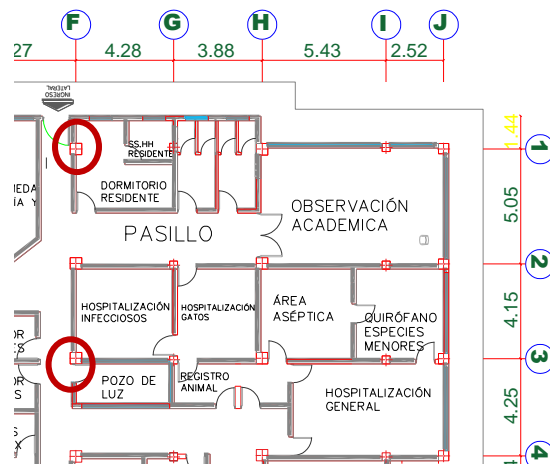 F G H I J
27 4.28 3.88 5.43 2.52
INGRESO
LATERAL
1.44
1
SS.HH
RESIDENTE
DORMITORIO
RESIDENTE
5.05
OBSERVACIÓN
ACADEMICA
PASILLO
2
HOSPITALIZACIÓN
INFECCIOSOS
HOSPITALIZACIÓN
GATOS
ÁREA
ASÉPTICA
QUIRÓFANO
ESPECIES
MENORES
4.15
3
POZO DE
LUZ
REGISTRO
ANIMAL
HOSPITALIZACIÓN
GENERAL
4.25
4